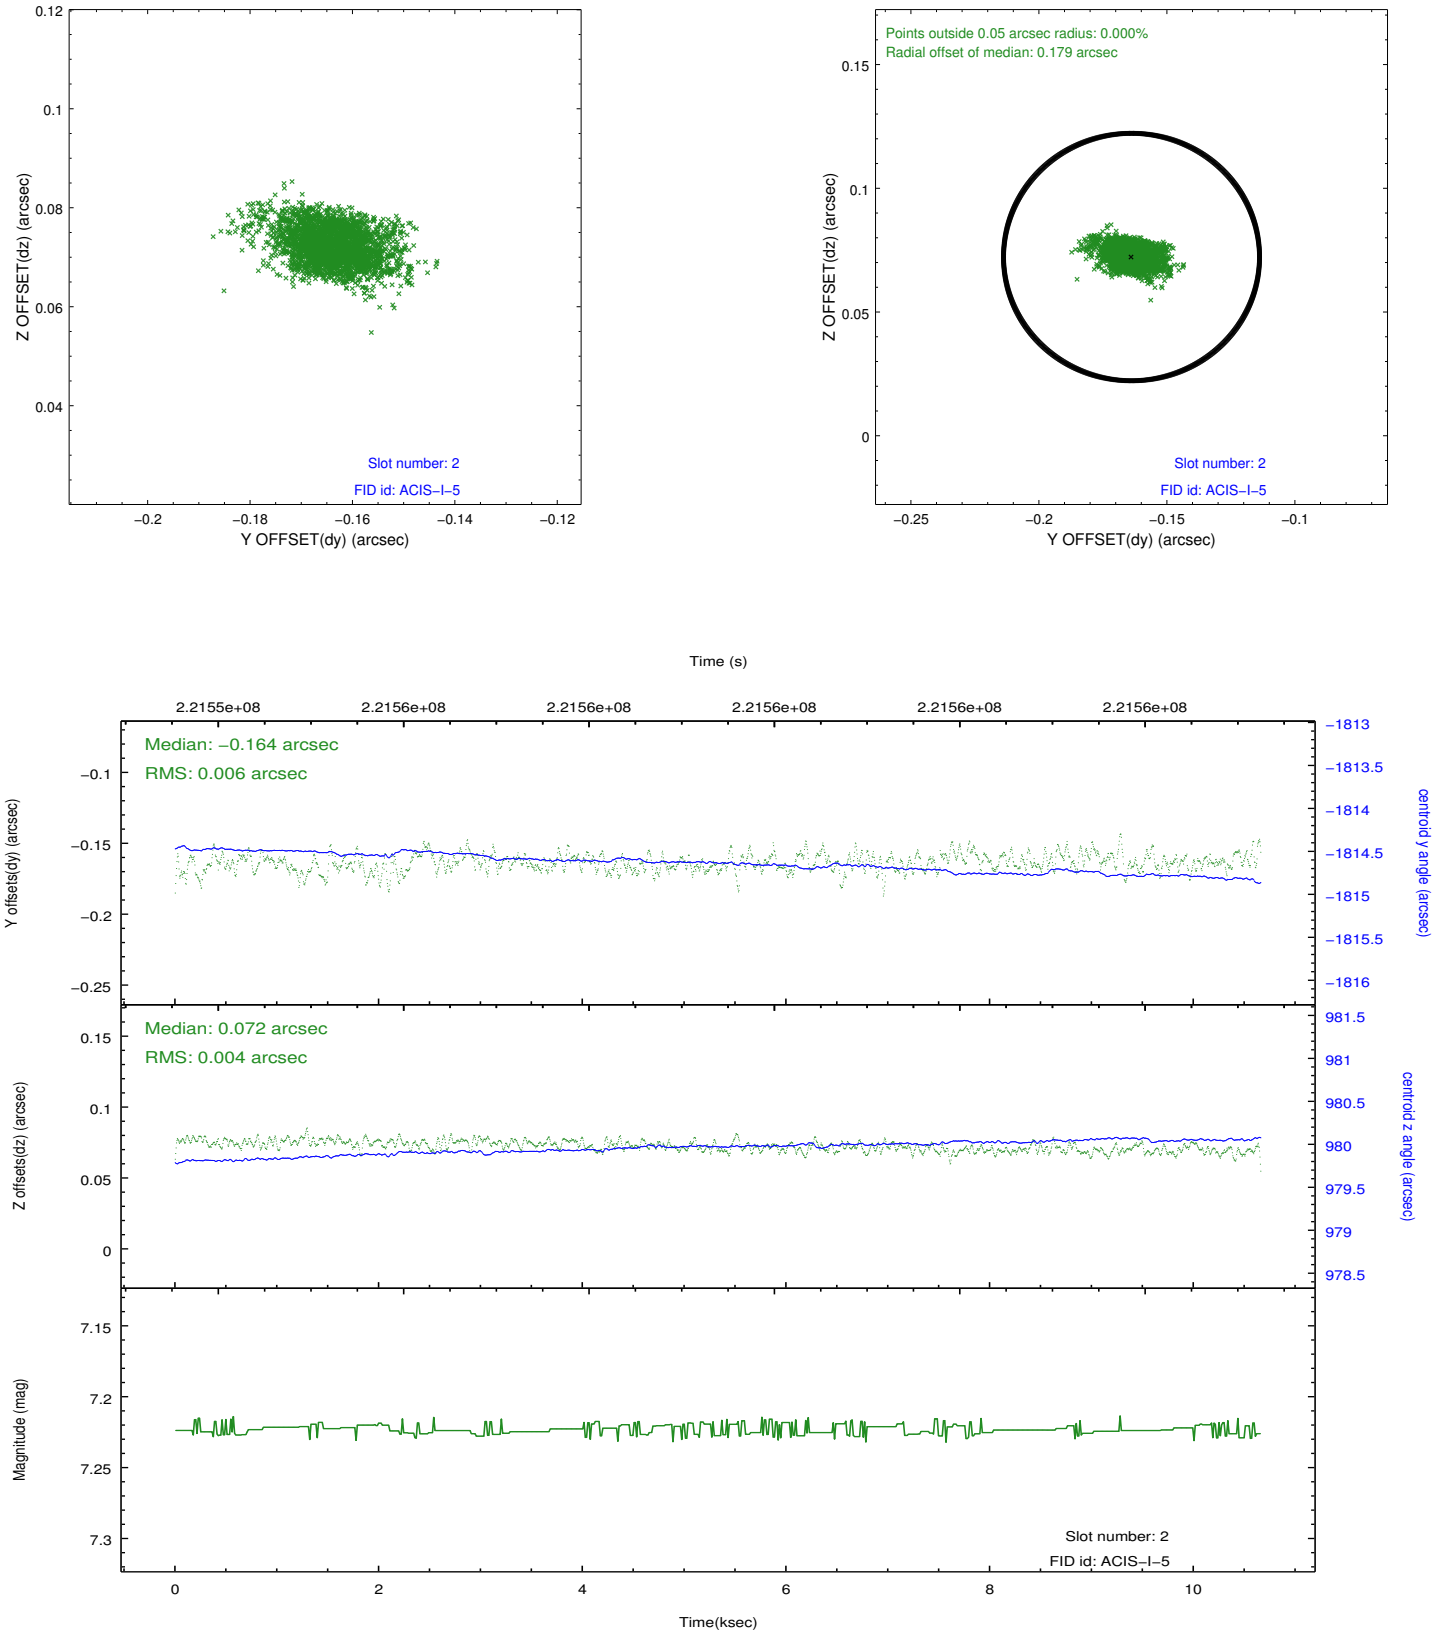 0.12
0.1
0.08
0.06
0.04
Z OFFSET(dz) (arcsec)
Slot number: 2
FID id: ACIS−I−5
−0.2
−0.18
−0.16
−0.14
−0.12
Y OFFSET(dy) (arcsec)
Points outside 0.05 arcsec radius: 0.000%
Radial offset of median: 0.179 arcsec
0.15
0.1
0.05
0
Z OFFSET(dz) (arcsec)
Slot number: 2
FID id: ACIS−I−5
−0.25
−0.2
−0.15
−0.1
Y OFFSET(dy) (arcsec)
Time (s)
2.2155e+08
2.2156e+08
2.2156e+08
2.2156e+08
2.2156e+08
2.2156e+08
Median: −0.164 arcsec
RMS: 0.006 arcsec
−0.1
−0.15
−0.2
−0.25
Y offsets(dy) (arcsec)
−1813
−1813.5
−1814
−1814.5
−1815
−1815.5
−1816
centroid y angle (arcsec)
Median: 0.072 arcsec
RMS: 0.004 arcsec
0.15
0.1
0.05
0
Z offsets(dz) (arcsec)
981.5
981
980.5
980
979.5
979
978.5
centroid z angle (arcsec)
7.15
7.2
7.25
7.3
Magnitude (mag)
Slot number: 2
FID id: ACIS−I−5
0
2
4
6
8
10
Time(ksec)